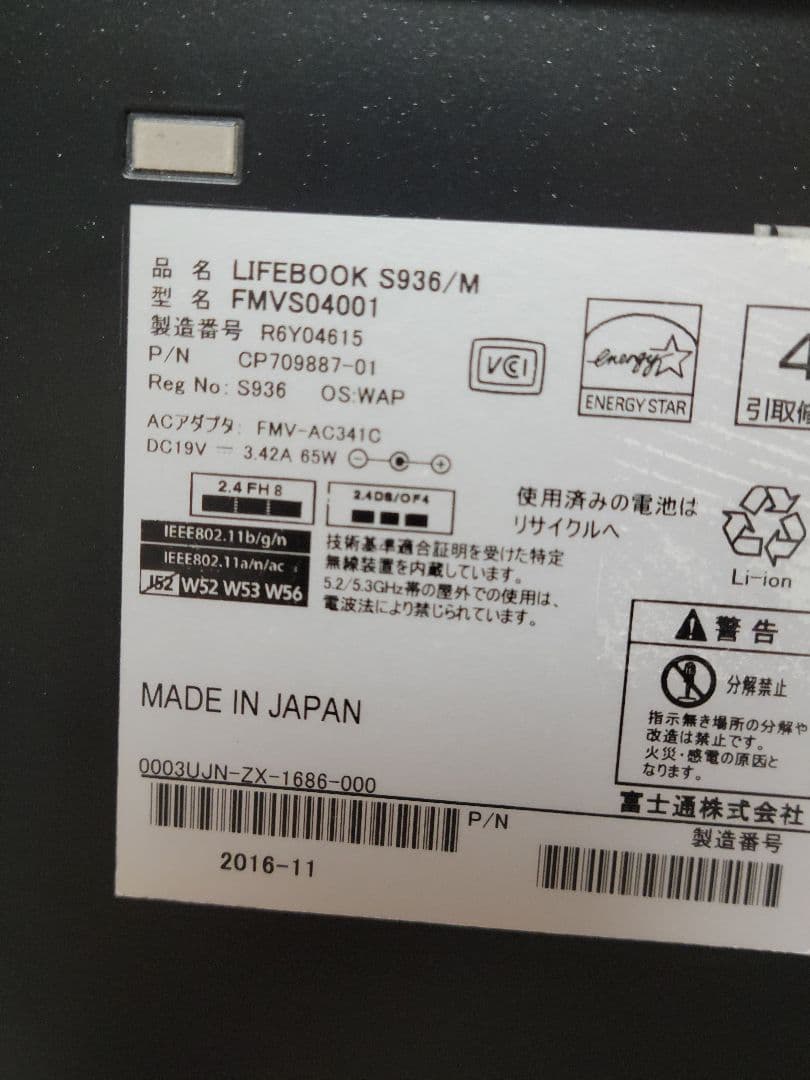 品 名 LIFEBOOK S936/M
型 名 FMVS04001
製造番号 R6Y04615
P/N CP709887-01
Reg No: S936 OS:WAP
ACアダプタ: FMV-AC341C
DC19V 3.42A 65W
VCCI
energy
ENERGY STAR
4
引取修
2.4FH8
2.4DS/OF4
IEEE802.11b/g/n
IEEE802.11a/n/ac
J52 W52 W53 W56
技術基準適合証明を受けた特定
無線装置を内蔵しています。
5.2/5.3GHz帯の屋外での使用は、
電波法により禁じられています。
使用済みの電池は
リサイクルへ
Li-ion
警告
分解禁止
指示無き場所の分解や
改造は禁止です。
火災・感電の原因と
なります。
MADE IN JAPAN
富士通株式会社
0003UJN-ZX-1686-000
P/N
製造番号
2016-11